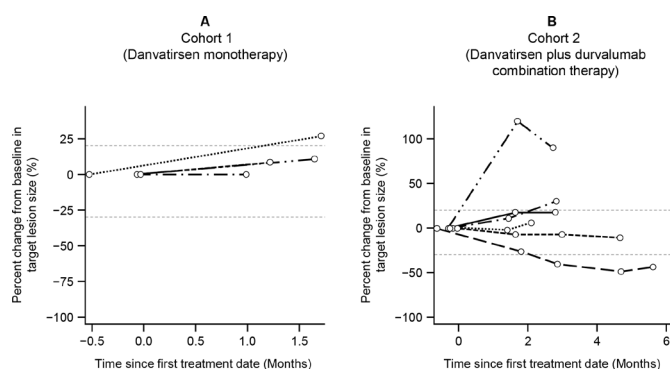 A
Cohort 1
(Danvatirsen monotherapy)
Percent change from baseline in
target lesion size (%)
25
0
−25
−50
−75
−100
−0.5
0.0
0.5
1.0
1.5
Time since first treatment date (Months)
B
Cohort 2
(Danvatirsen plus durvalumab
combination therapy)
Percent change from baseline in
target lesion size (%)
100
50
0
−50
−100
0
2
4
6
Time since first treatment date (Months)